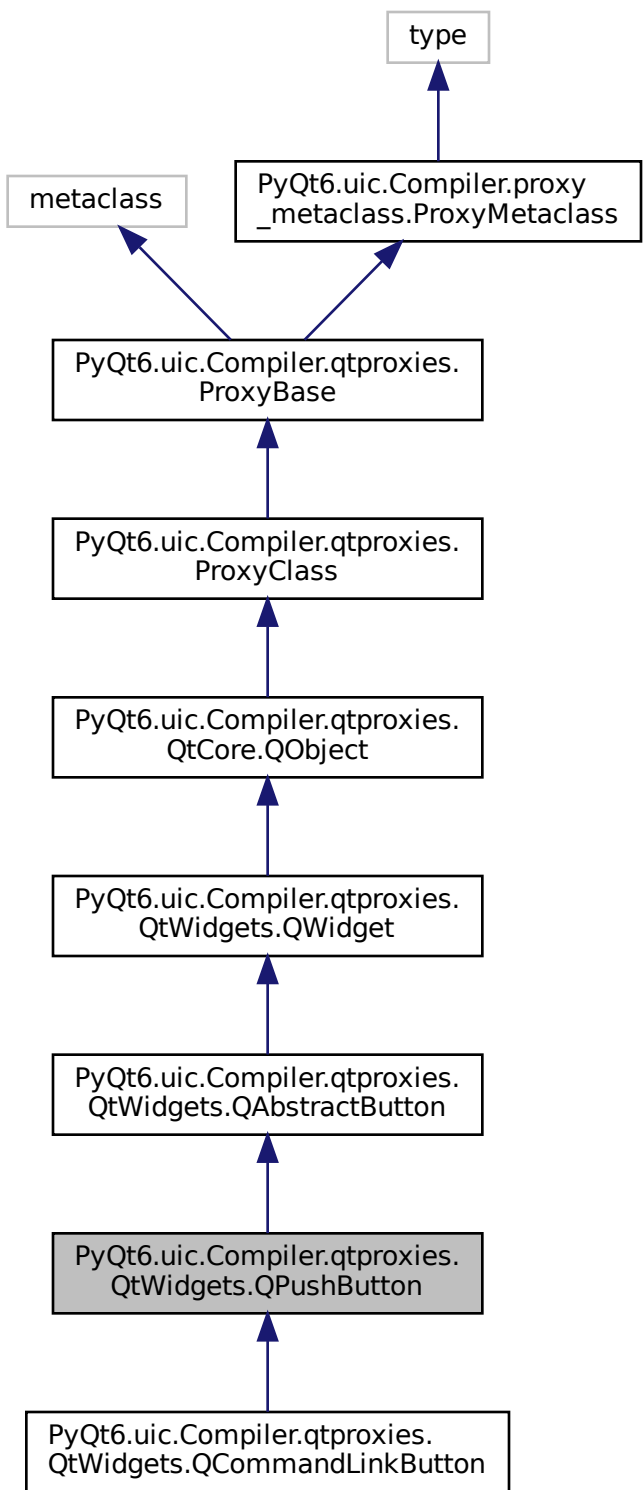 type
PyQt6.uic.Compiler.proxy
_metaclass.ProxyMetaclass
metaclass
PyQt6.uic.Compiler.qtproxies.
ProxyBase
PyQt6.uic.Compiler.qtproxies.
ProxyClass
PyQt6.uic.Compiler.qtproxies.
QtCore.QObject
PyQt6.uic.Compiler.qtproxies.
QtWidgets.QWidget
PyQt6.uic.Compiler.qtproxies.
QtWidgets.QAbstractButton
PyQt6.uic.Compiler.qtproxies.
QtWidgets.QPushButton
PyQt6.uic.Compiler.qtproxies.
QtWidgets.QCommandLinkButton